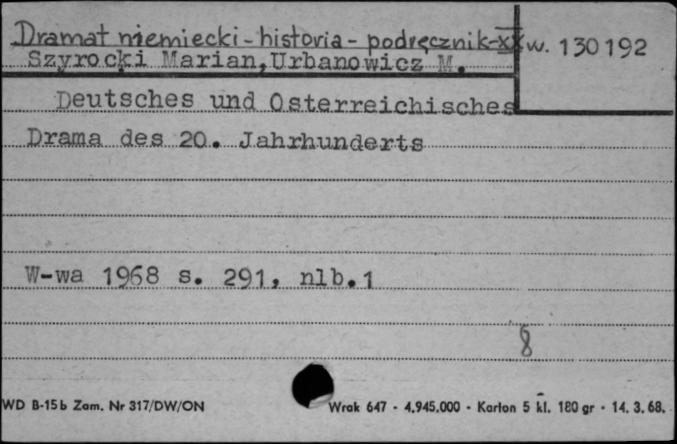 Dramat niemiecki - historia - podręcznik - XX w. 130192
Szyrocki Marian, Urbanowicz M.
Deutsches und Osterreichisches
Drama des 20. Jahrhunderts
W-wa 1968 s. 291, nlb.1
8
WD B-15b Zam. Nr 317/DW/ON Wrak 647 - 4.945.000 - Karton 5 kl. 180 gr - 14. 3. 68.